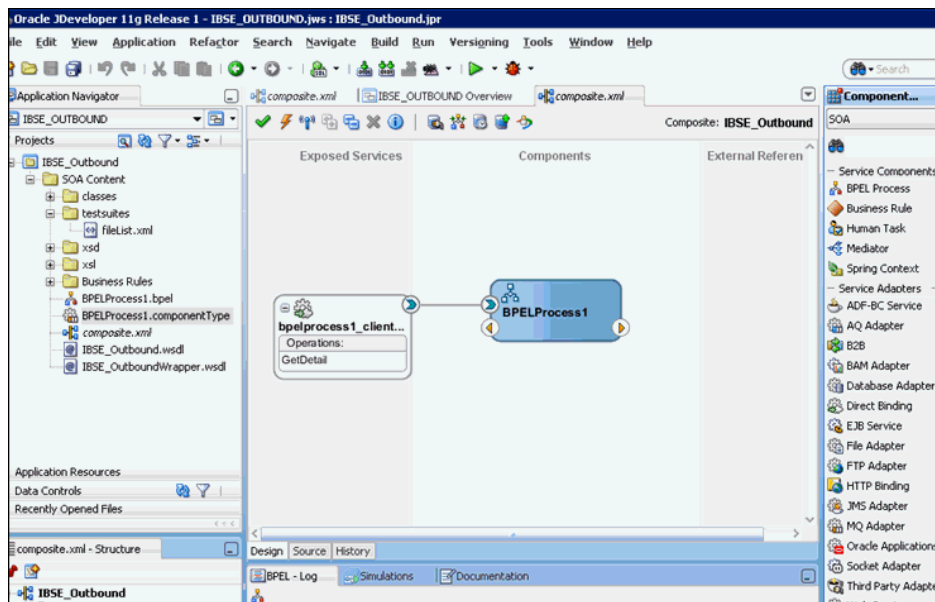 Oracle JDeveloper 11g Release 1 - IBSE_OUTBOUND.jws : IBSE_Outbound.jpr
ile Edit View Application Refactor Search Navigate Build Run Versioning Tools Window Help
Search
Application Navigator
composite.xml
IBSE_OUTBOUND Overview
composite.xml
Component...
IBSE_OUTBOUND
Composite: IBSE_Outbound
SOA
Projects
IBSE_Outbound
SOA Content
classes
testsuites
fileList.xml
xsd
xsl
Business Rules
BPELProcess1.bpel
BPELProcess1.componentType
composite.xml
IBSE_Outbound.wsdl
IBSE_OutboundWrapper.wsdl
Application Resources
Data Controls
Recently Opened Files
composite.xml - Structure
IBSE_Outbound
Exposed Services
Components
External Referen
bpelprocess1_client...
Operations:
GetDetail
BPELProcess1
Design Source History
BPEL - Log
Simulations
Documentation
Service Components
BPEL Process
Business Rule
Human Task
Mediator
Spring Context
Service Adapters
ADF-BC Service
AQ Adapter
B2B
BAM Adapter
Database Adapter
Direct Binding
EJB Service
File Adapter
FTP Adapter
HTTP Binding
JMS Adapter
MQ Adapter
Oracle Applications
Socket Adapter
Third Party Adapte